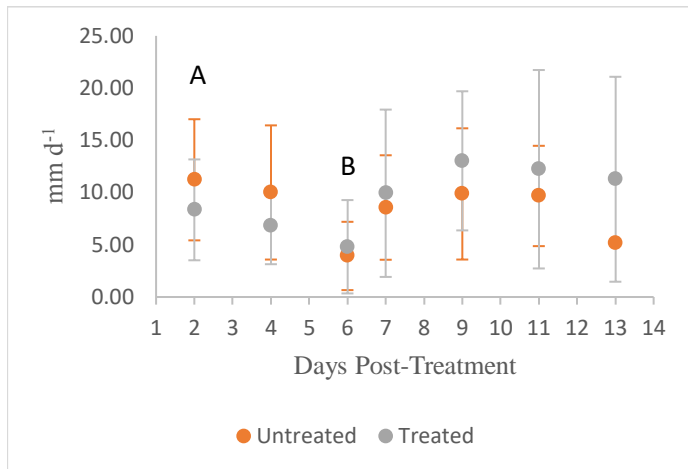 25.00
20.00
15.00
10.00
5.00
0.00
mm d-1
A
B
1 2 3 4 5 6 7 8 9 10 11 12 13 14
Days Post-Treatment
Untreated Treated